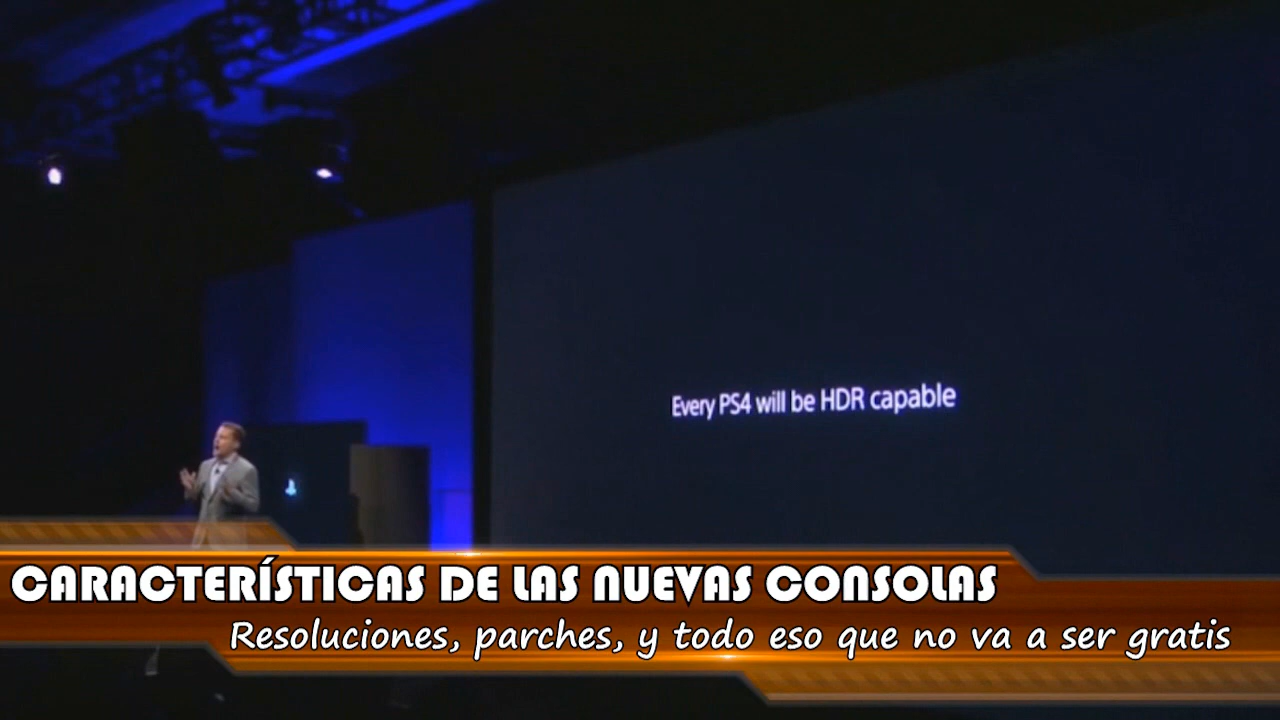 Every PS4 will be HDR capable
CARACTERÍSTICAS DE LAS NUEVAS CONSOLAS
Resoluciones, parches, y todo eso que no va a ser gratis